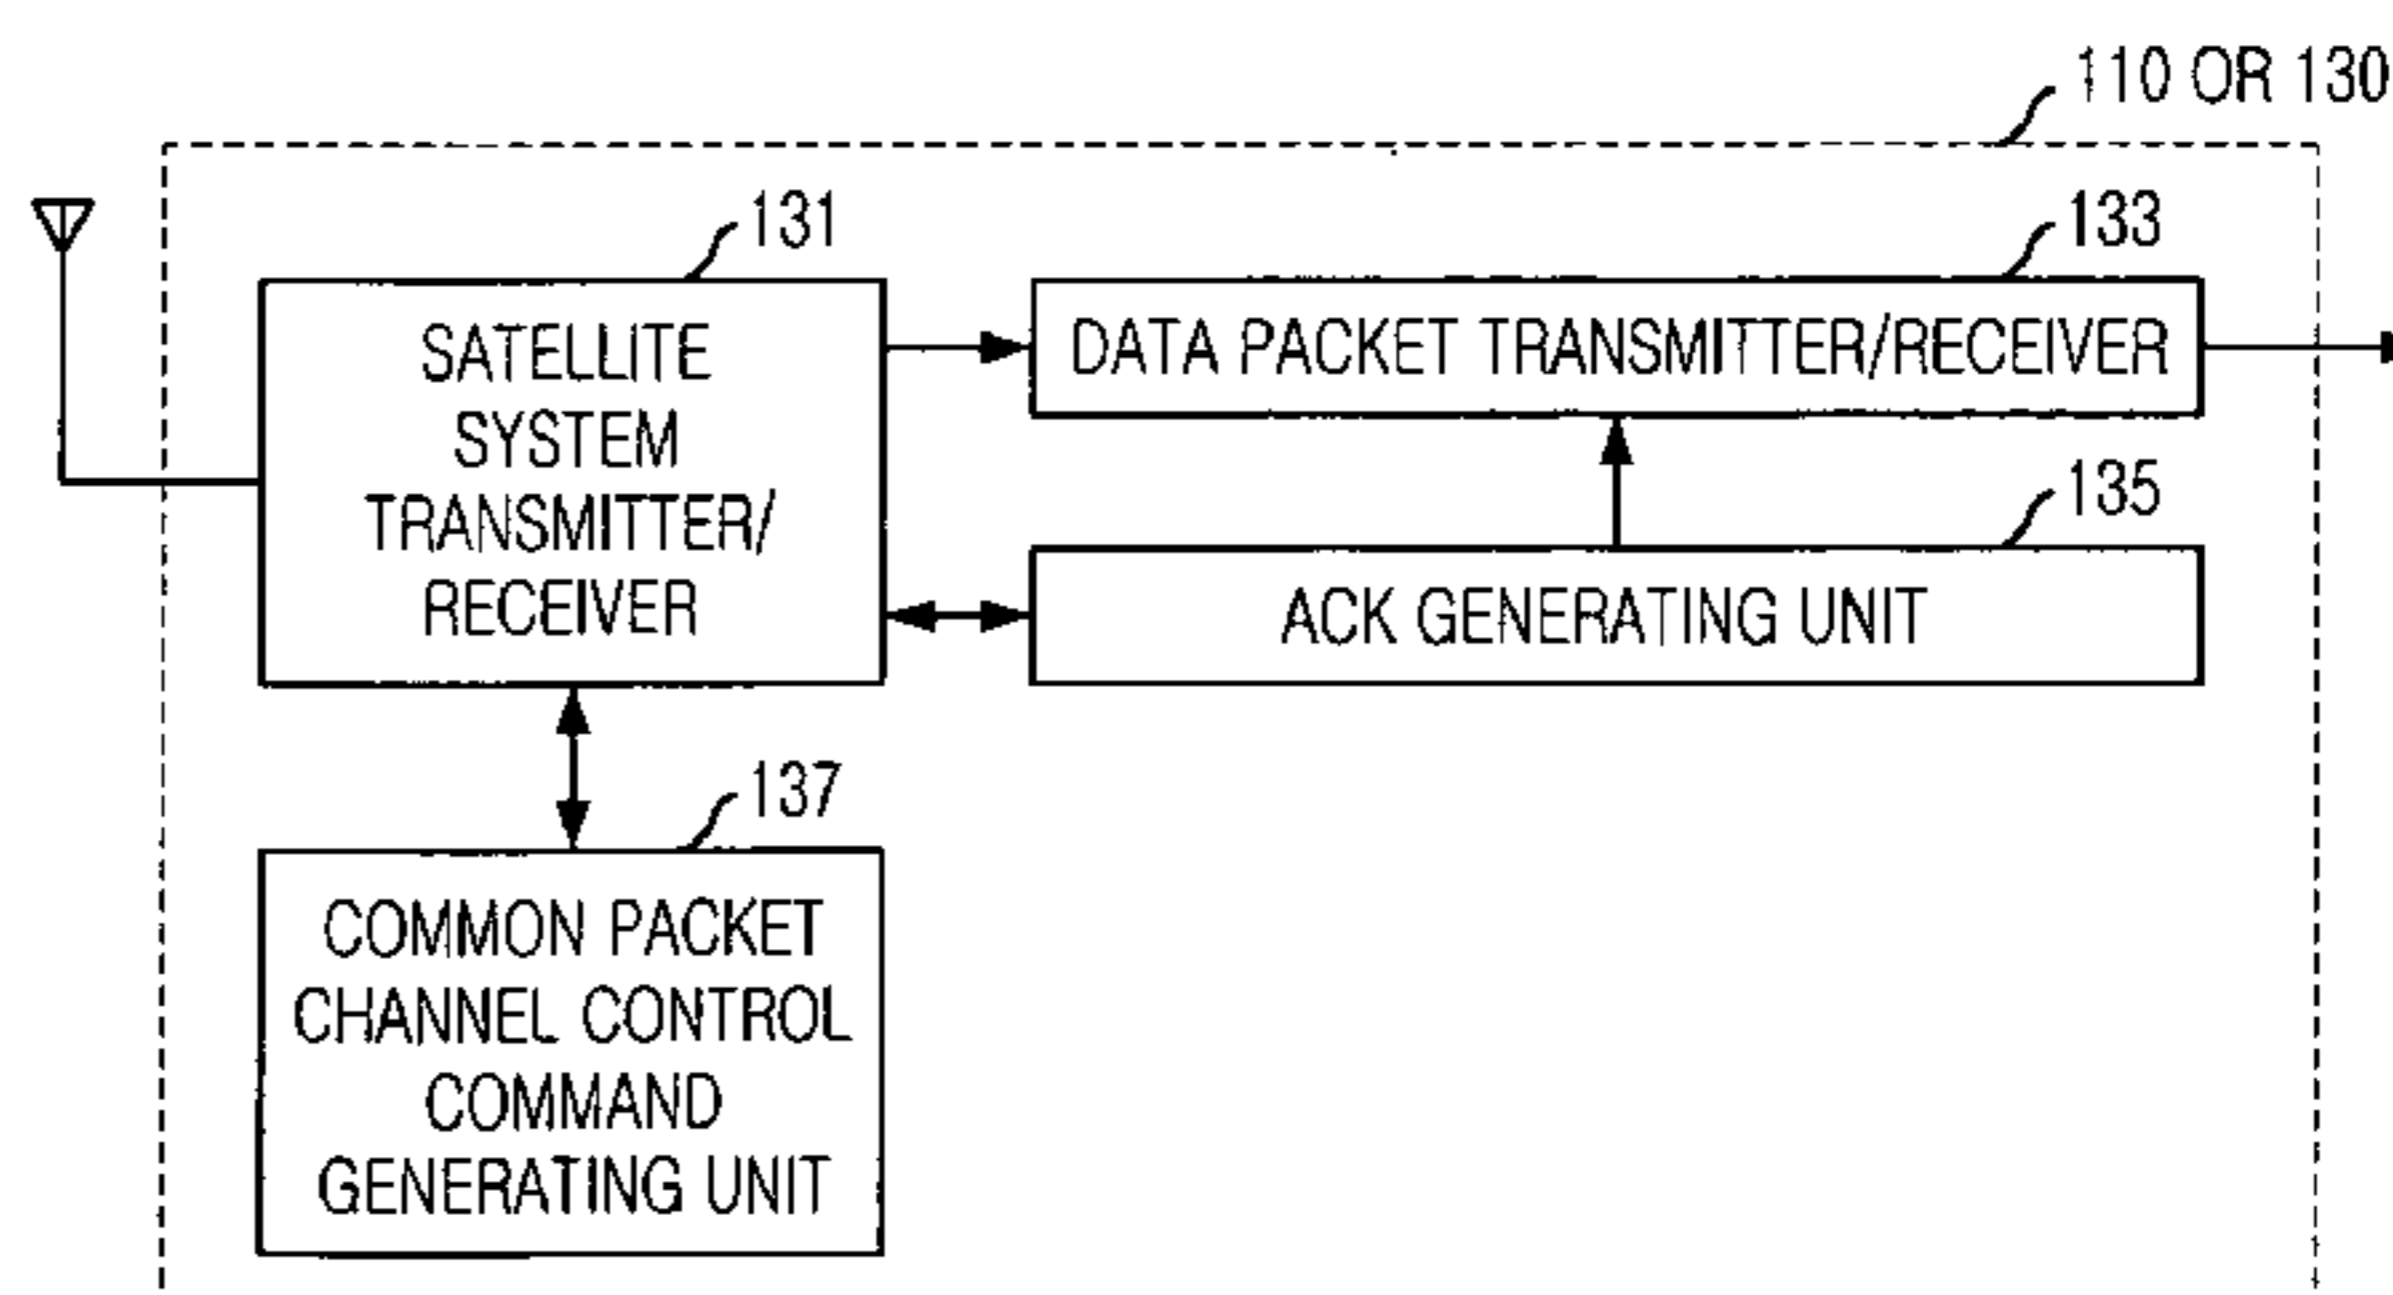 110 OR 130
131
133
SATELLITE
SYSTEM
TRANSMITTER/
RECEIVER
DATA PACKET TRANSMITTER/RECEIVER
135
ACK GENERATING UNIT
137
COMMON PACKET
CHANNEL CONTROL
COMMAND
GENERATING UNIT